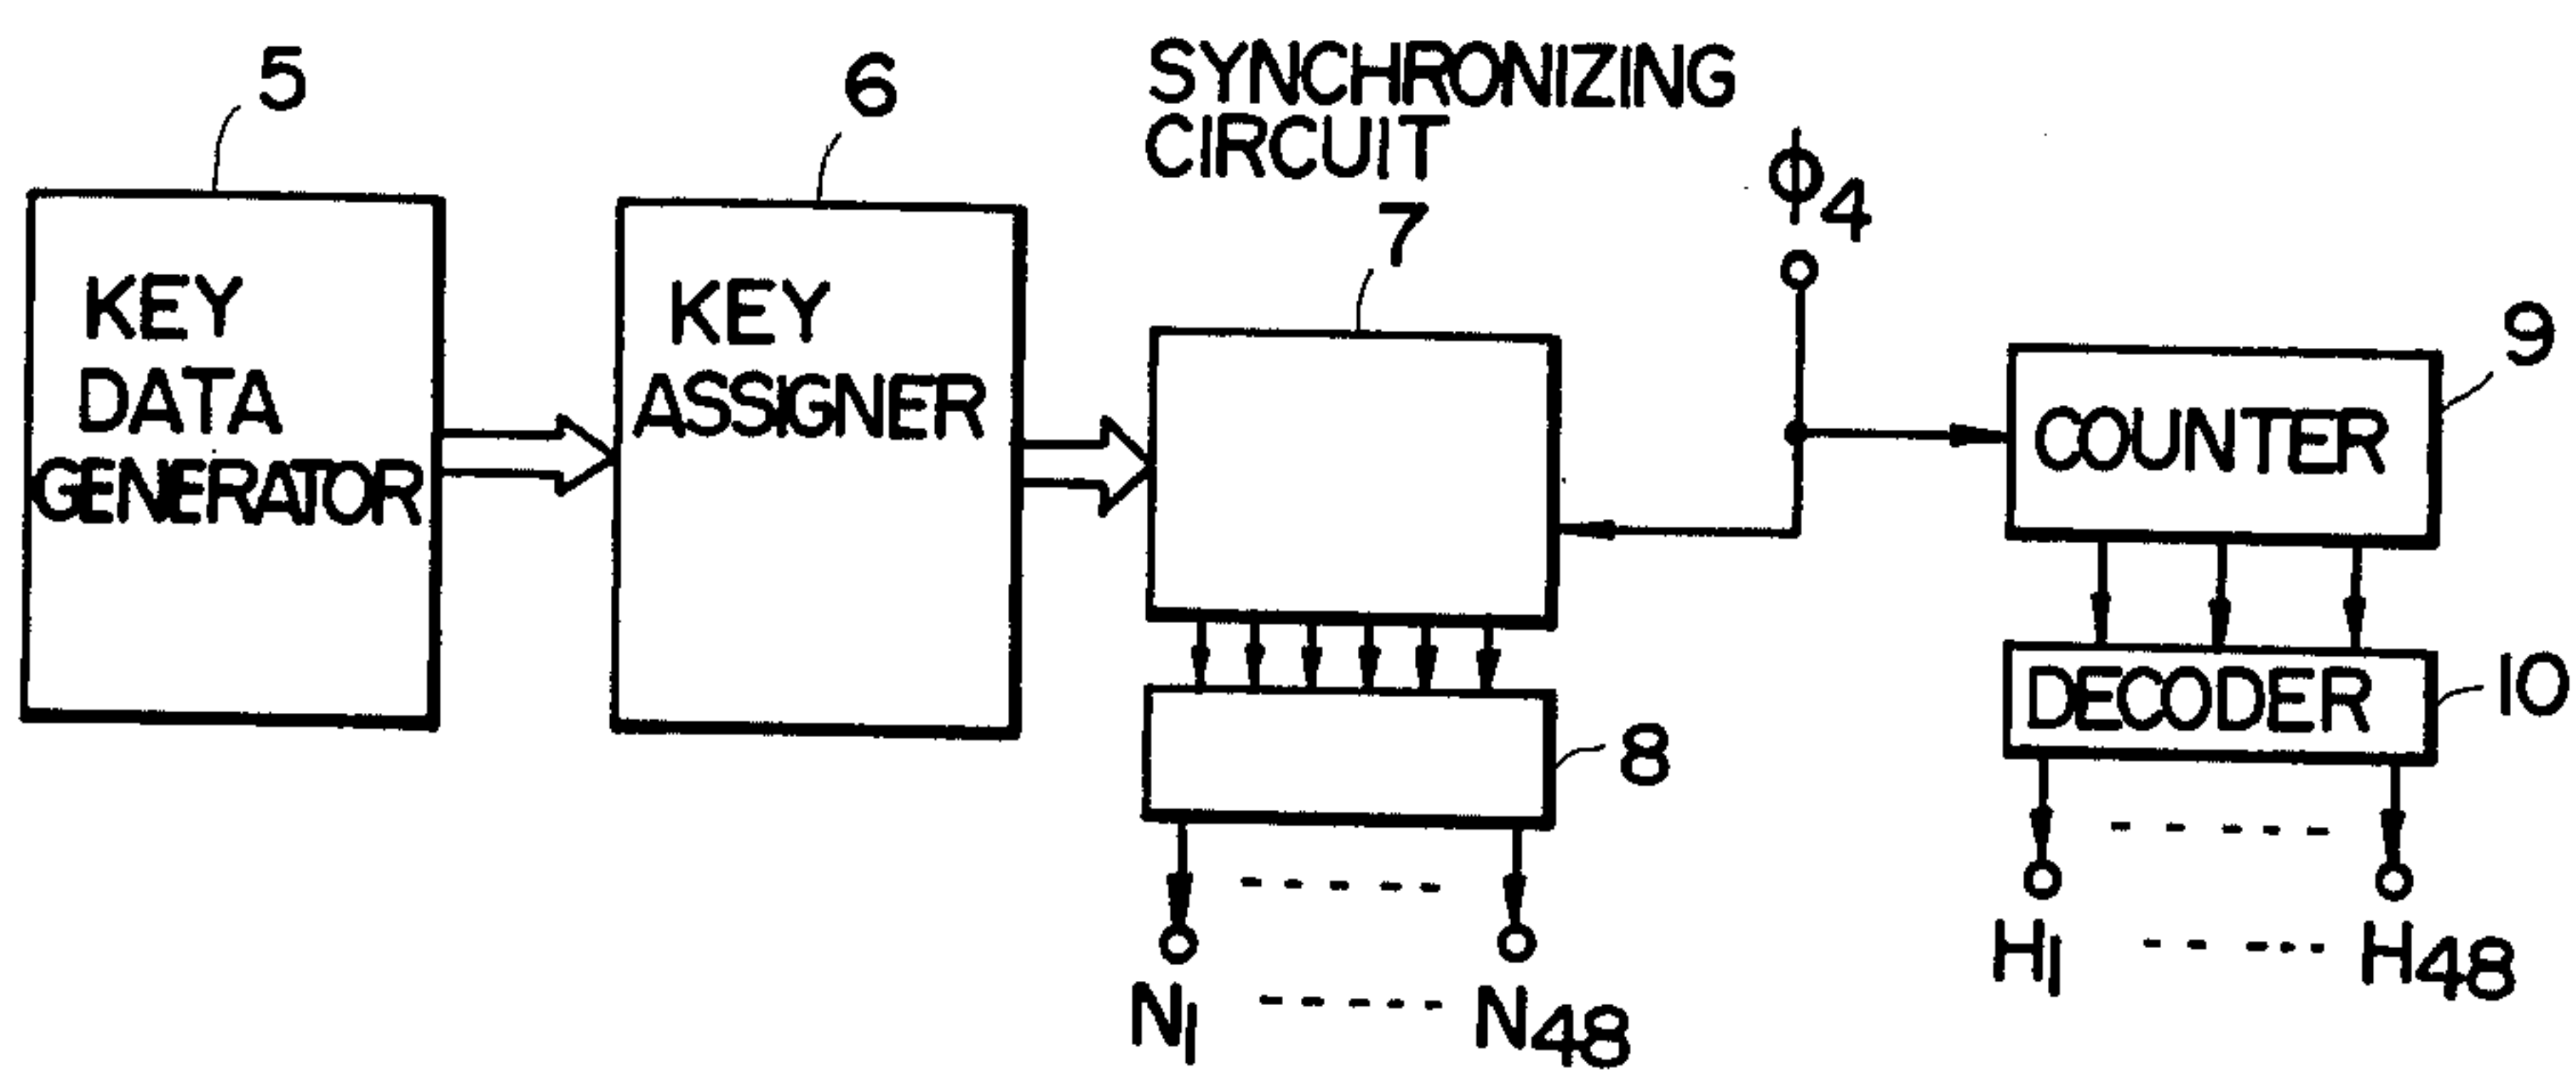 5
KEY
DATA
GENERATOR
6
KEY
ASSIGNER
SYNCHRONIZING
CIRCUIT
7
ϕ4
9
COUNTER
10
DECODER
8
N1 ----- N48
H1 ----- H48